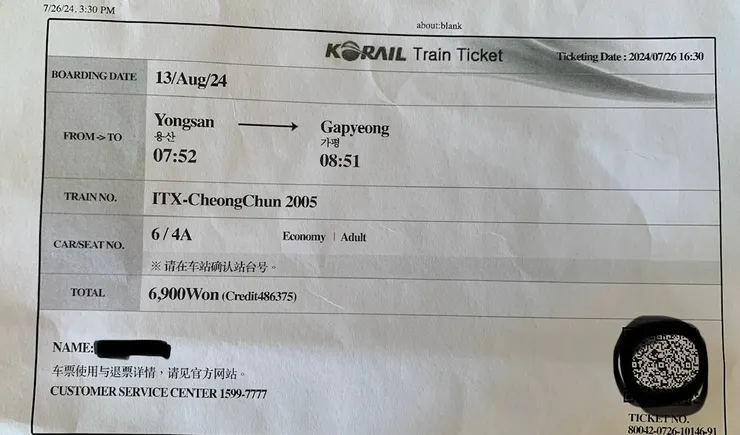 7/26/24, 3:30 PM
about:blank
KORAIL Train Ticket
Ticketing Date : 2024/07/26 16:30
BOARDING DATE 13/Aug/24
FROM -> TO
Yongsan → Gapyeong
용산 가평
07:52 08:51
TRAIN NO. ITX-CheongChun 2005
CAR/SEAT NO. 6 / 4A Economy | Adult
※ 请在车站确认站台号。
TOTAL 6,900Won (Credit486375)
NAME:
车票使用与退票详情，请见官方网站。
CUSTOMER SERVICE CENTER 1599-7777
TICKET NO.
80042-0726-10146-91